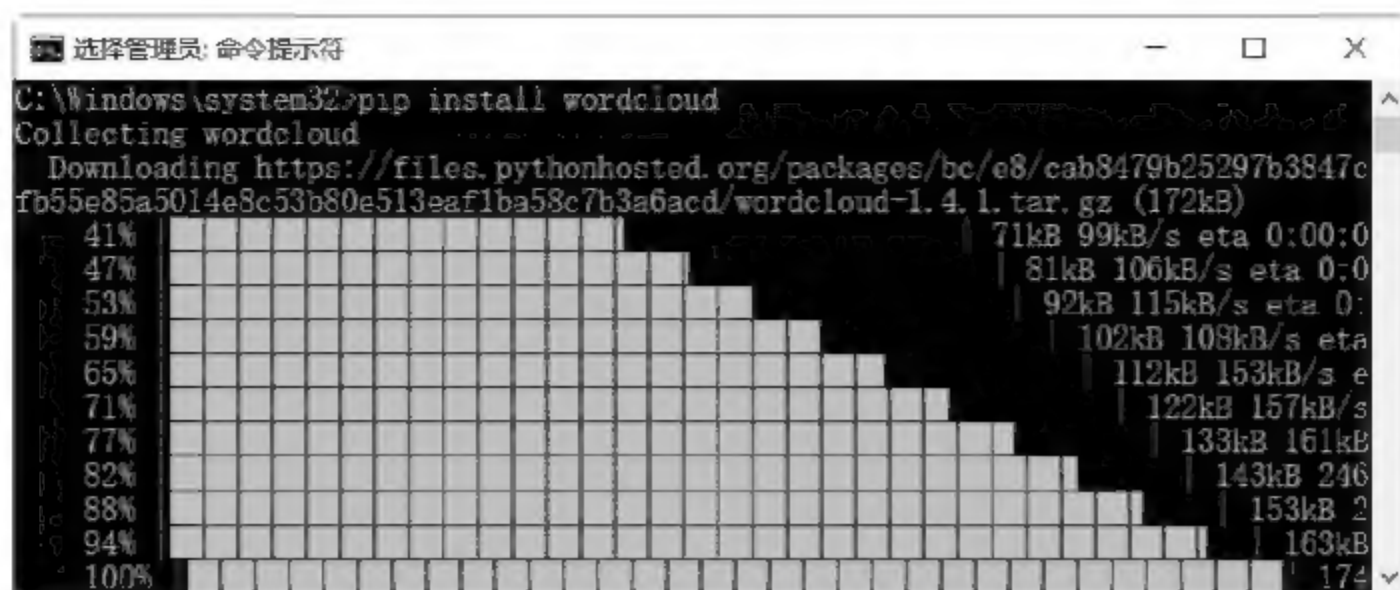 选择管理员: 命令提示符
C:\Windows\system32>pip install wordcloud
Collecting wordcloud
Downloading https://files.pythonhosted.org/packages/bc/e8/cab8479b25297b3847c
fb55e85a5014e8c53b80e513eaf1ba58c7b3a6acd/wordcloud-1.4.1.tar.gz (172kB)
41% 71kB 99kB/s eta 0:00:0
47% 81kB 106kB/s eta 0:0
53% 92kB 115kB/s eta 0:
59% 102kB 108kB/s eta
65% 112kB 153kB/s e
71% 122kB 157kB/s
77% 133kB 161kB
82% 143kB 246
88% 153kB 2
94% 163kB
100% 174